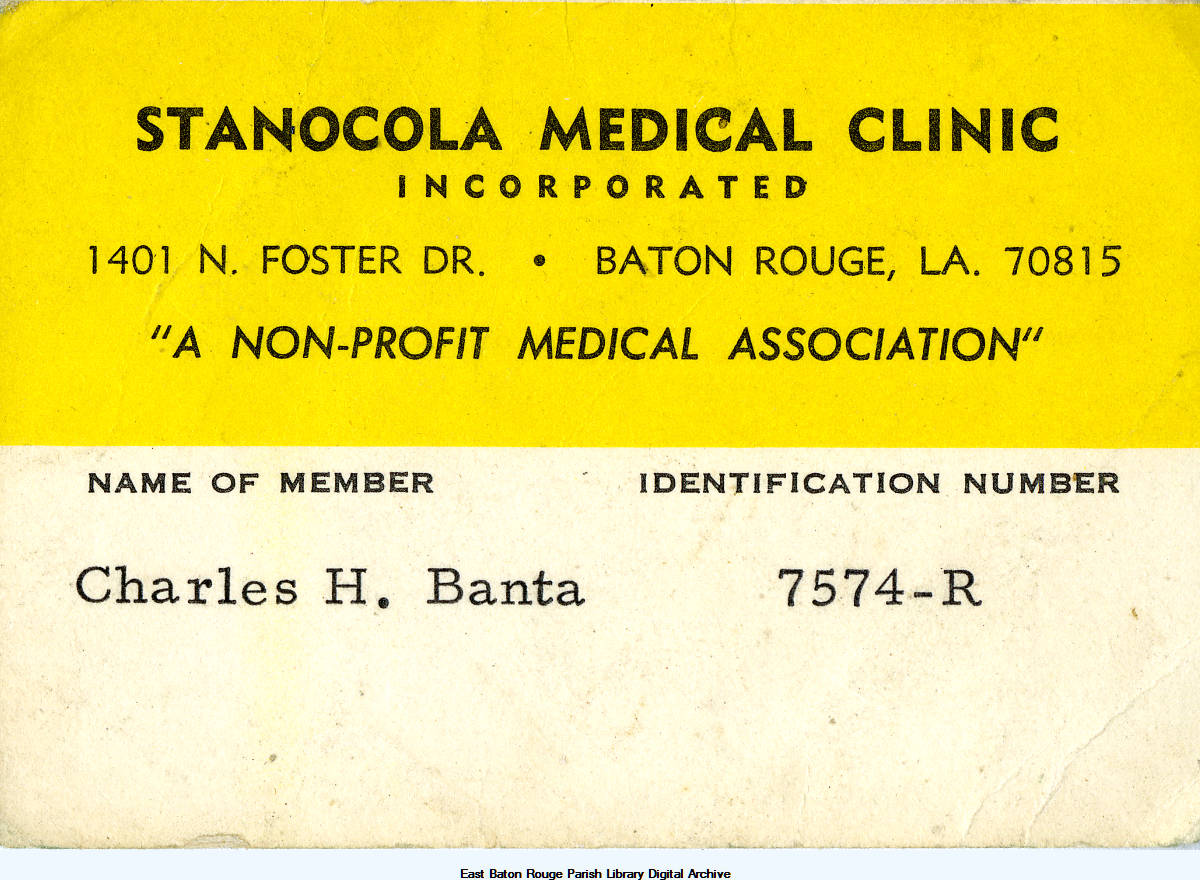 STANOCOLA MEDICAL CLINIC
INCORPORATED
1401 N. FOSTER DR. • BATON ROUGE, LA. 70815
"A NON-PROFIT MEDICAL ASSOCIATION"
NAME OF MEMBER IDENTIFICATION NUMBER
Charles H. Banta 7574-R
East Baton Rouge Parish Library Digital Archive